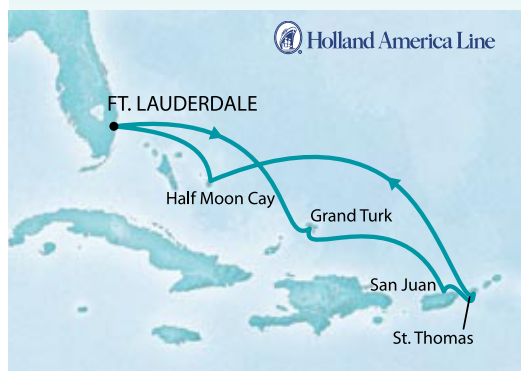 Holland America Line
FT. LAUDERDALE
Half Moon Cay
Grand Turk
San Juan
St. Thomas